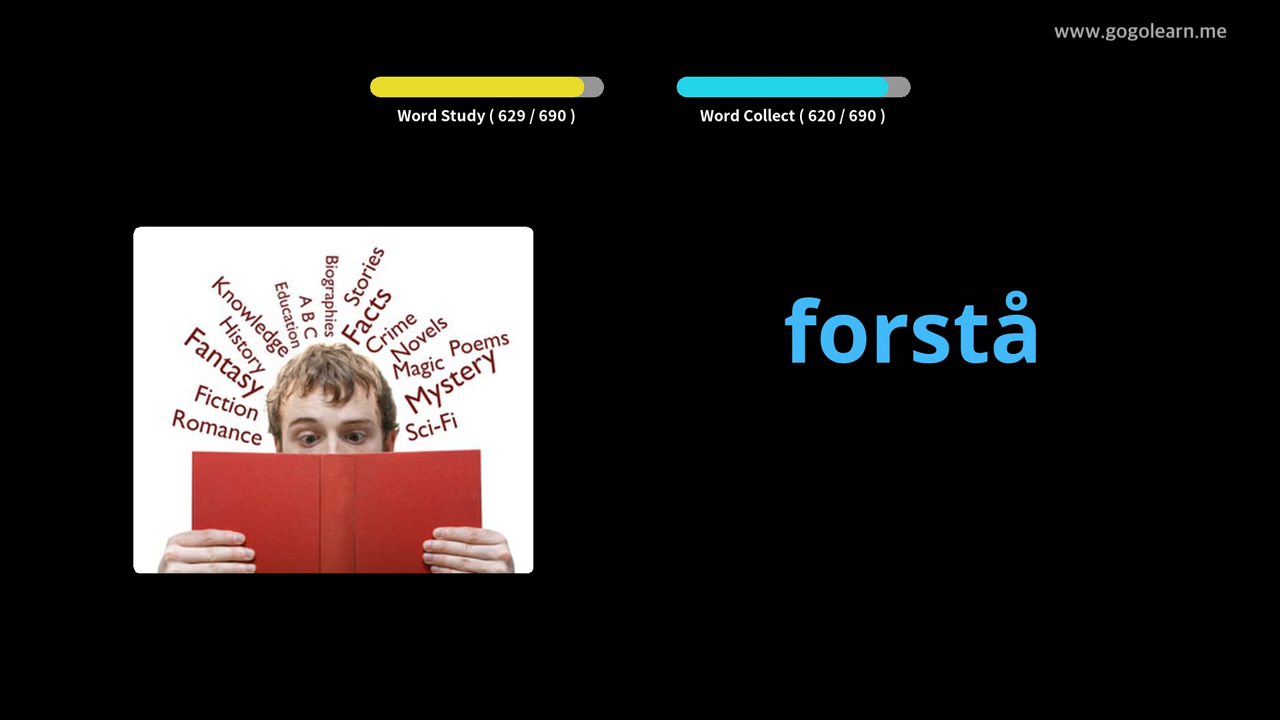 www.gogolearn.me
Word Study ( 629 / 690 )
Word Collect ( 620 / 690 )
Biographies
Stories
Education
A B C
Facts
Knowledge
Crime
History
Novels
Fantasy
Magic
Poems
Mystery
Fiction
Romance
Sci-Fi
forstå